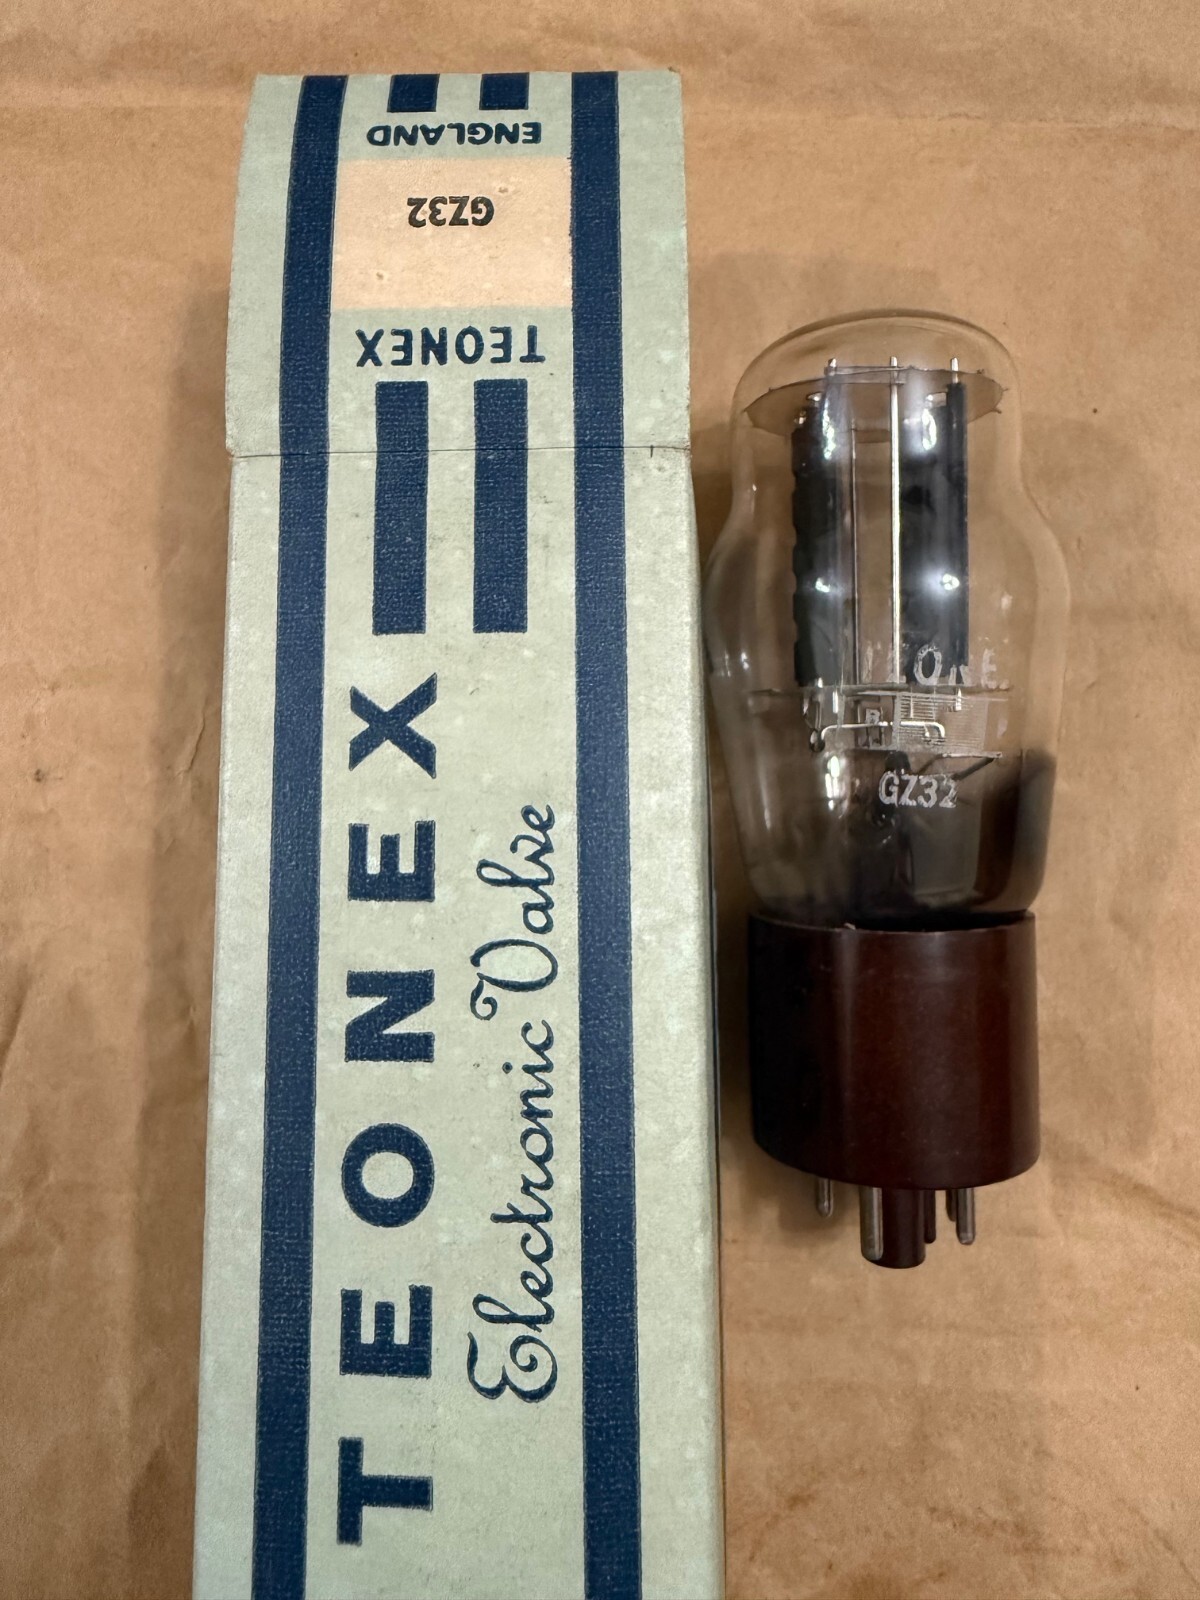 ENGLAND
GZ32
TEONEX
TEONEX
Electronic Valve
GZ32